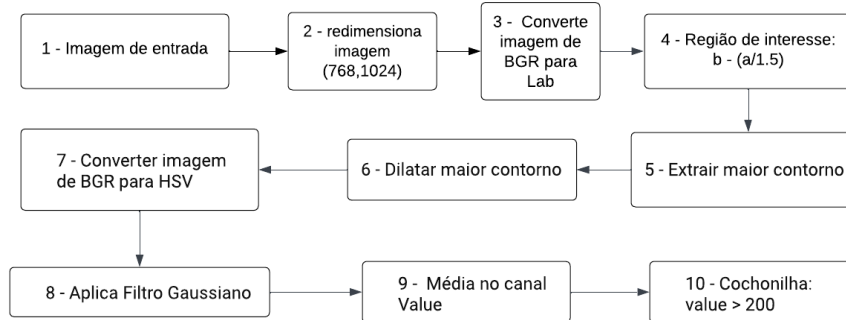 1 - Imagem de entrada
2 - redimensiona
imagem
(768,1024)
3 -  Converte
imagem de
BGR para
Lab
4 - Região de interesse:
b - (a/1.5)
5 - Extrair maior contorno
6 - Dilatar maior contorno
7 - Converter imagem
de BGR para HSV
8 - Aplica Filtro Gaussiano
9 -  Média no canal
Value
10 - Cochonilha:
value > 200